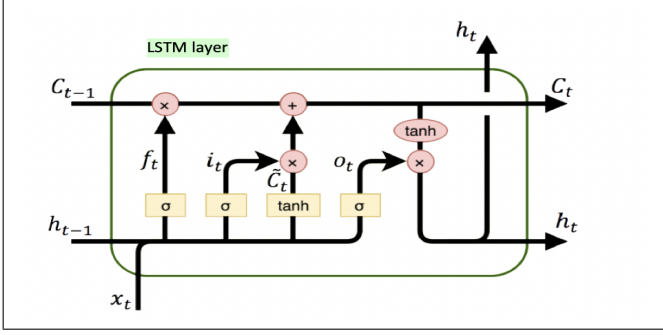 h_t
LSTM layer
C_{t-1} × + C_t
tanh
f_t i_t × o_t ×
C̃_t
σ σ tanh σ
h_{t-1} h_t
x_t